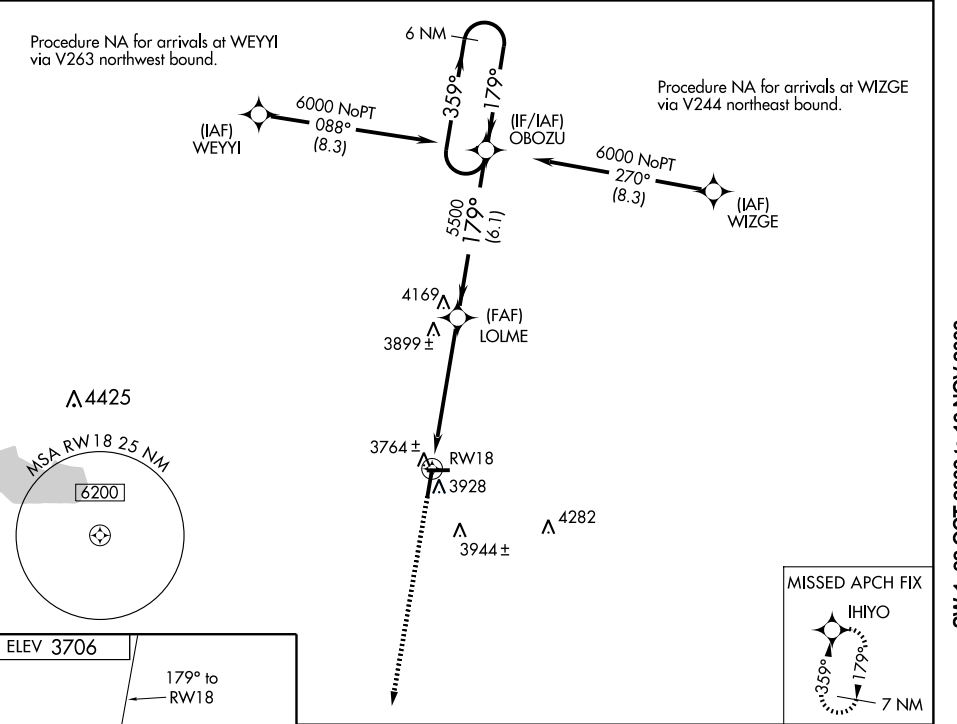 Procedure NA for arrivals at WEYYI
via V263 northwest bound.
6 NM
359°
179°
Procedure NA for arrivals at WIZGE
via V244 northeast bound.
(IAF)
WEYYI
6000 NoPT
088°
(8.3)
(IF/IAF)
OBOZU
6000 NoPT
270°
(8.3)
(IAF)
WIZGE
5500
179°
(6.1)
4169
3899 ±
(FAF)
LOLME
4425
MSA RW 18 25 NM
6200
3764 ±
RW18
3928
3944 ±
4282
MISSED APCH FIX
IHIYO
359°
179°
7 NM
ELEV 3706
179° to
RW18